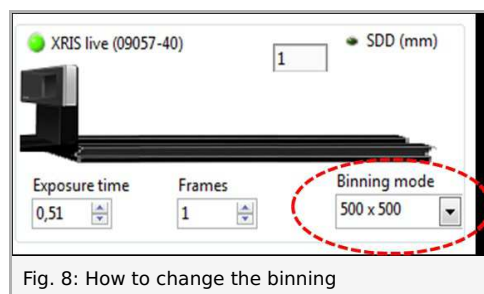 XRIS live (09057-40)
1
SDD (mm)
Exposure time
Frames
Binning mode
0,51
1
500 x 500
Fig. 8: How to change the binning